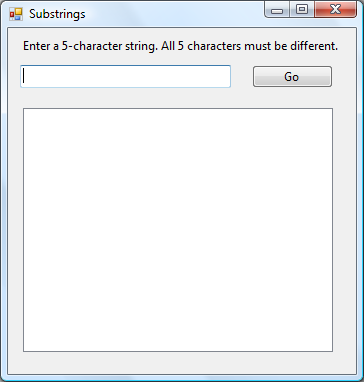 Substrings
Enter a 5-character string. All 5 characters must be different.
Go